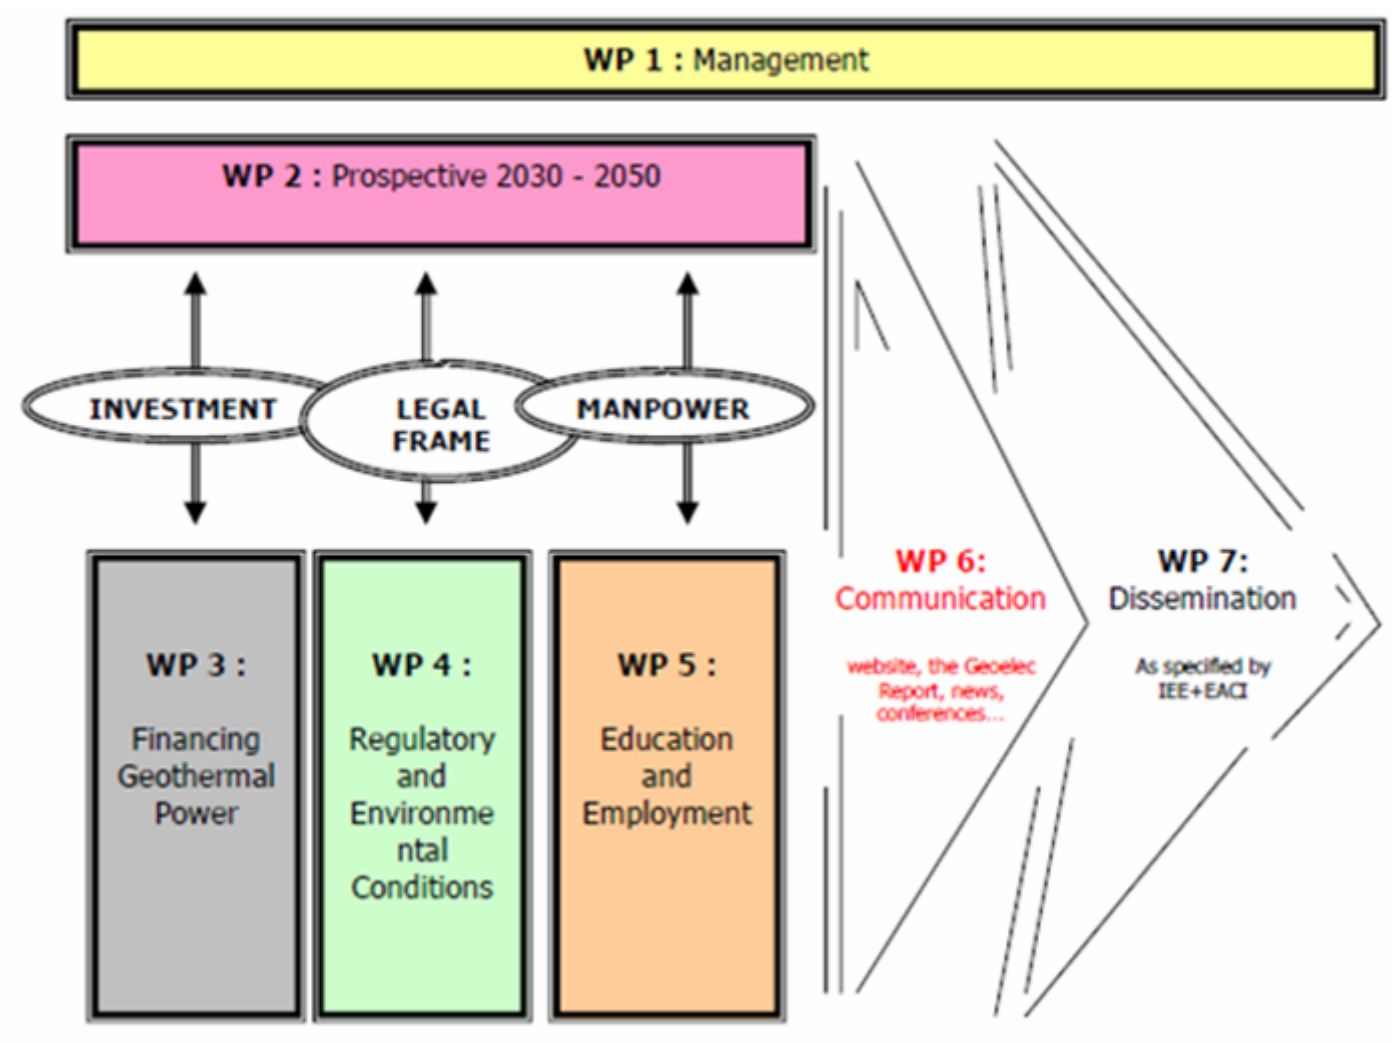 WP 1 : Management
WP 2 : Prospective 2030 - 2050
INVESTMENT
LEGAL
FRAME
MANPOWER
WP 3 :
Financing
Geothermal
Power
WP 4 :
Regulatory
and
Environme
ntal
Conditions
WP 5 :
Education
and
Employment
WP 6:
Communication
website, the Geoelec
Report, news,
conferences...
WP 7:
Dissemination
As specified by
IEE+EACI